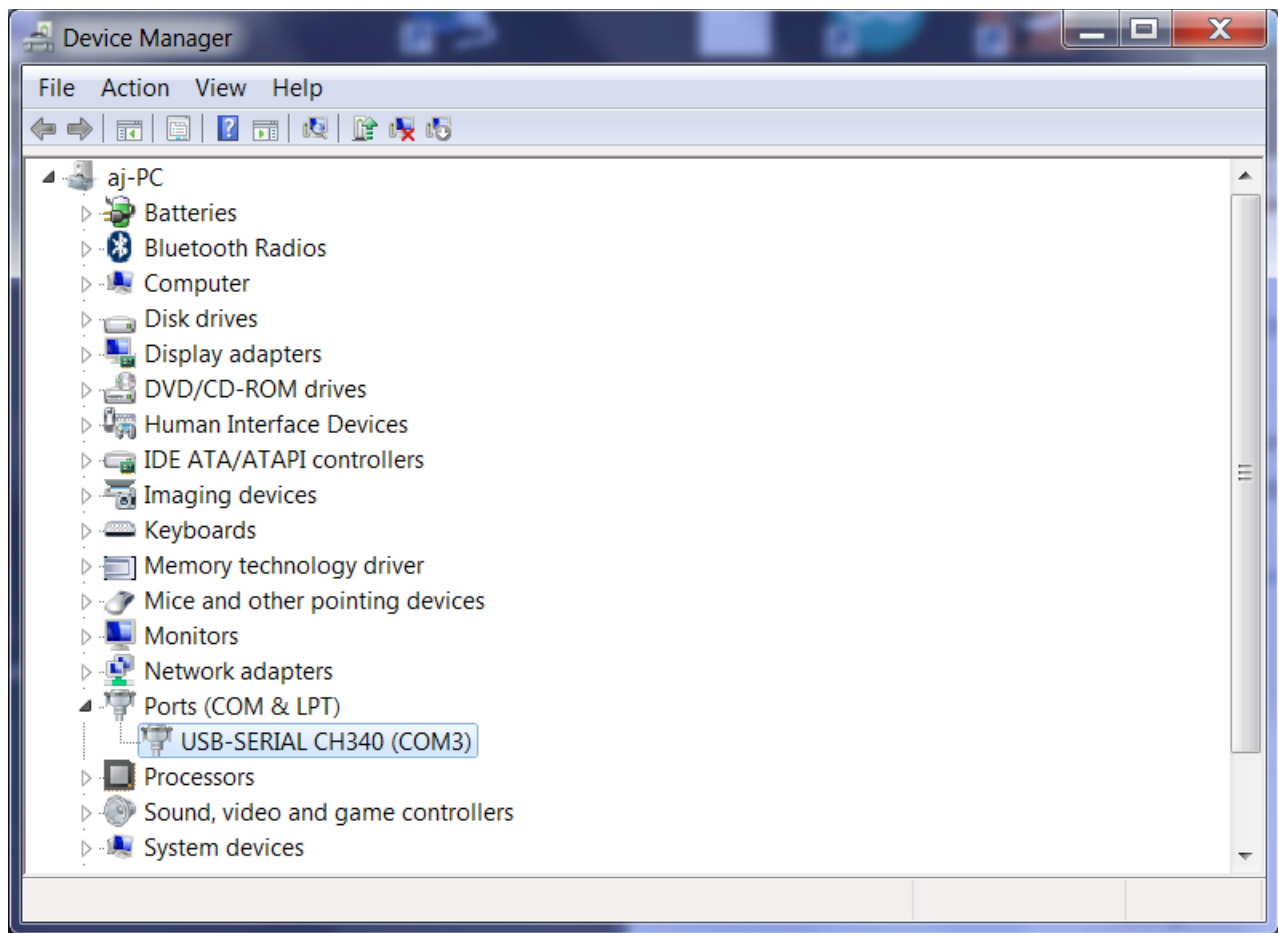 Device Manager
File Action View Help
aj-PC
Batteries
Bluetooth Radios
Computer
Disk drives
Display adapters
DVD/CD-ROM drives
Human Interface Devices
IDE ATA/ATAPI controllers
Imaging devices
Keyboards
Memory technology driver
Mice and other pointing devices
Monitors
Network adapters
Ports (COM & LPT)
USB-SERIAL CH340 (COM3)
Processors
Sound, video and game controllers
System devices